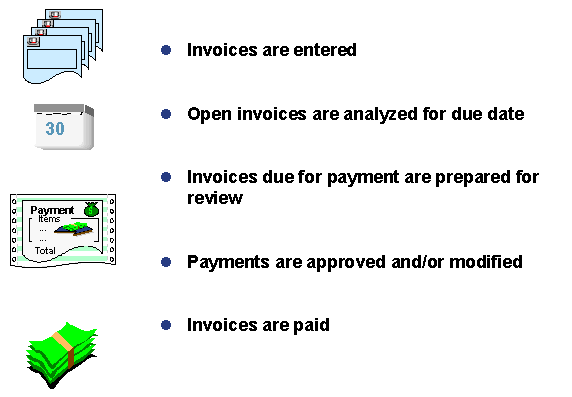 Invoices are entered
30
Open invoices are analyzed for due date
Invoices due for payment are prepared for
review
Payment
Items
...
...
Total
Payments are approved and/or modified
Invoices are paid